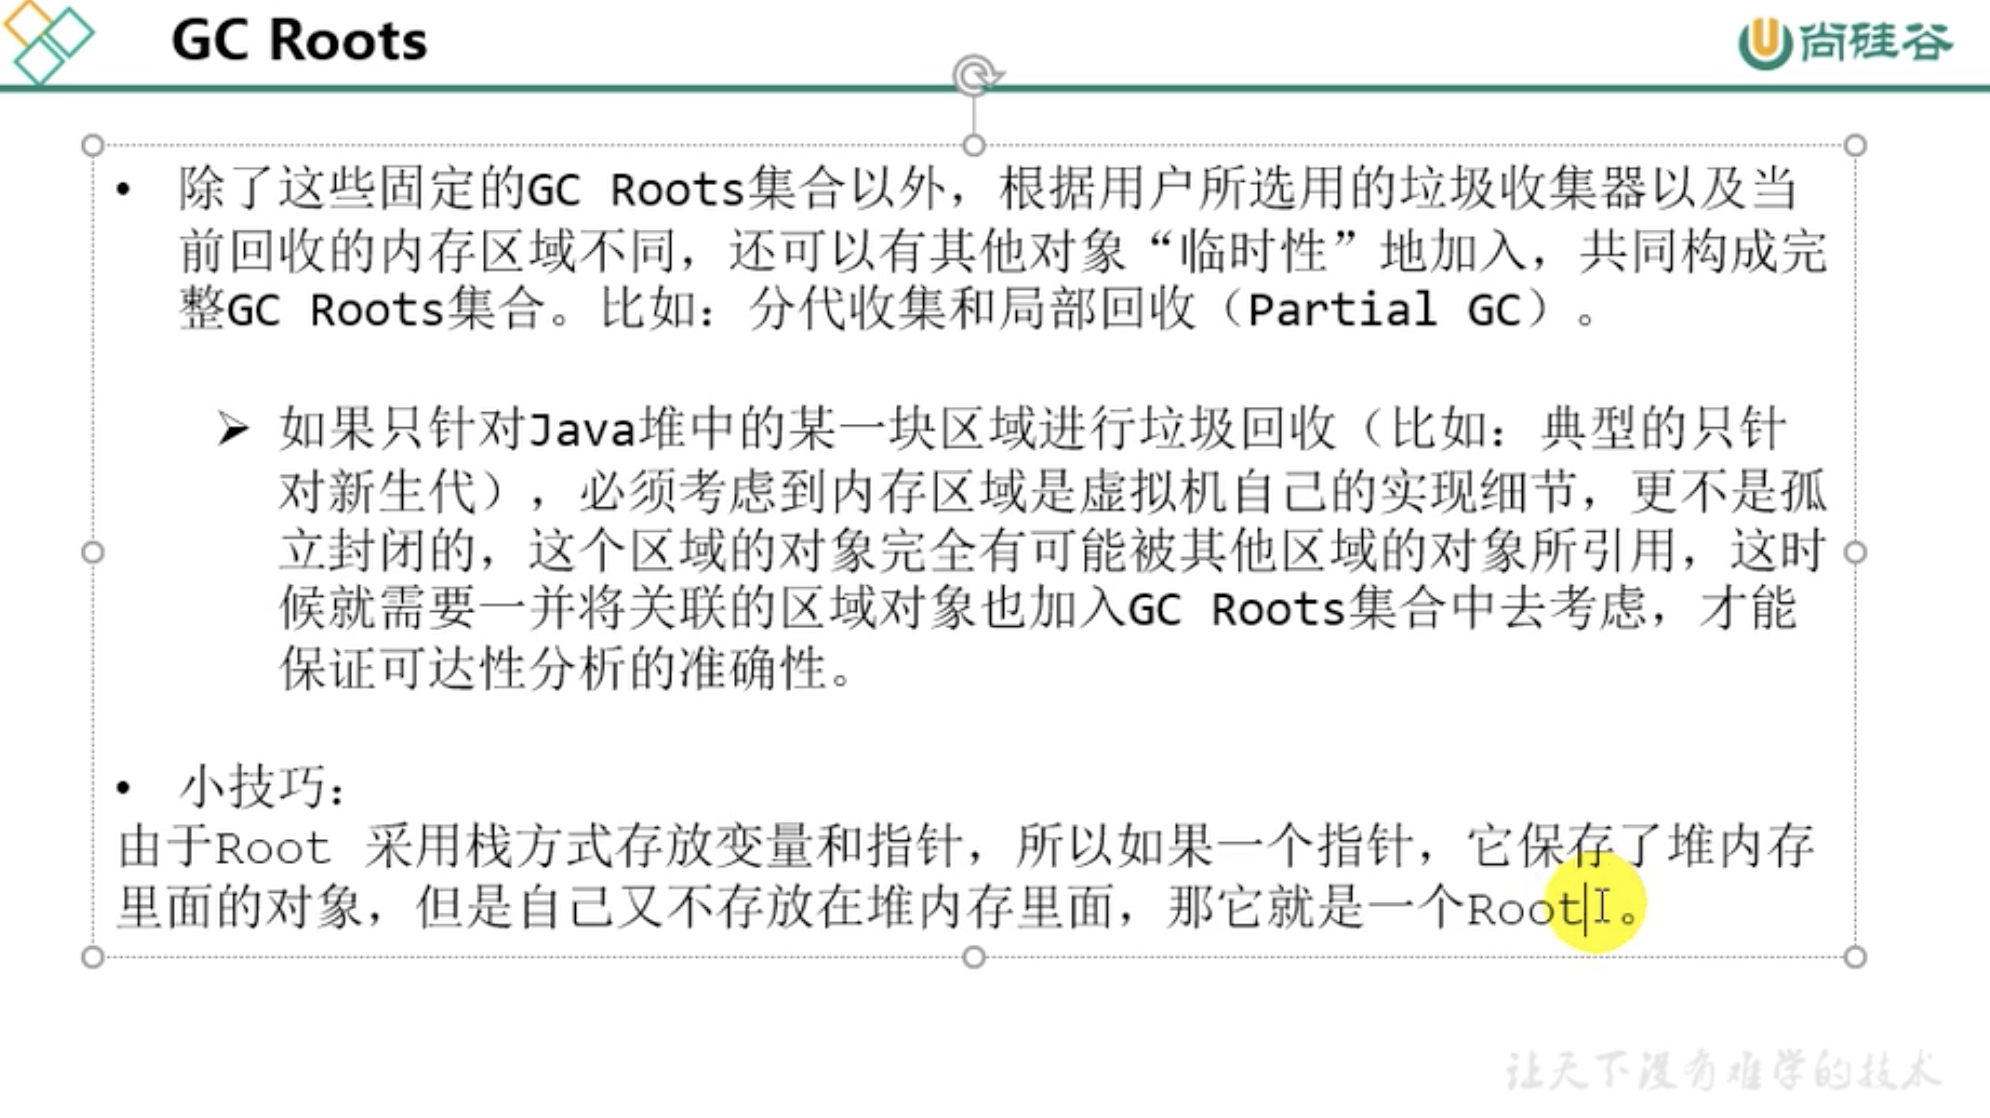 GC Roots
尚硅谷
• 除了这些固定的GC Roots集合以外，根据用户所选用的垃圾收集器以及当
前回收的内存区域不同，还可以有其他对象“临时性”地加入，共同构成完
整GC Roots集合。比如：分代收集和局部回收（Partial GC）。
➢ 如果只针对Java堆中的某一块区域进行垃圾回收（比如：典型的只针
对新生代），必须考虑到内存区域是虚拟机自己的实现细节，更不是孤
立封闭的，这个区域的对象完全有可能被其他区域的对象所引用，这时
候就需要一并将关联的区域对象也加入GC Roots集合中去考虑，才能
保证可达性分析的准确性。
• 小技巧：
由于Root 采用栈方式存放变量和指针，所以如果一个指针，它保存了堆内存
里面的对象，但是自己又不存放在堆内存里面，那它就是一个Root。
让天下没有难学的技术